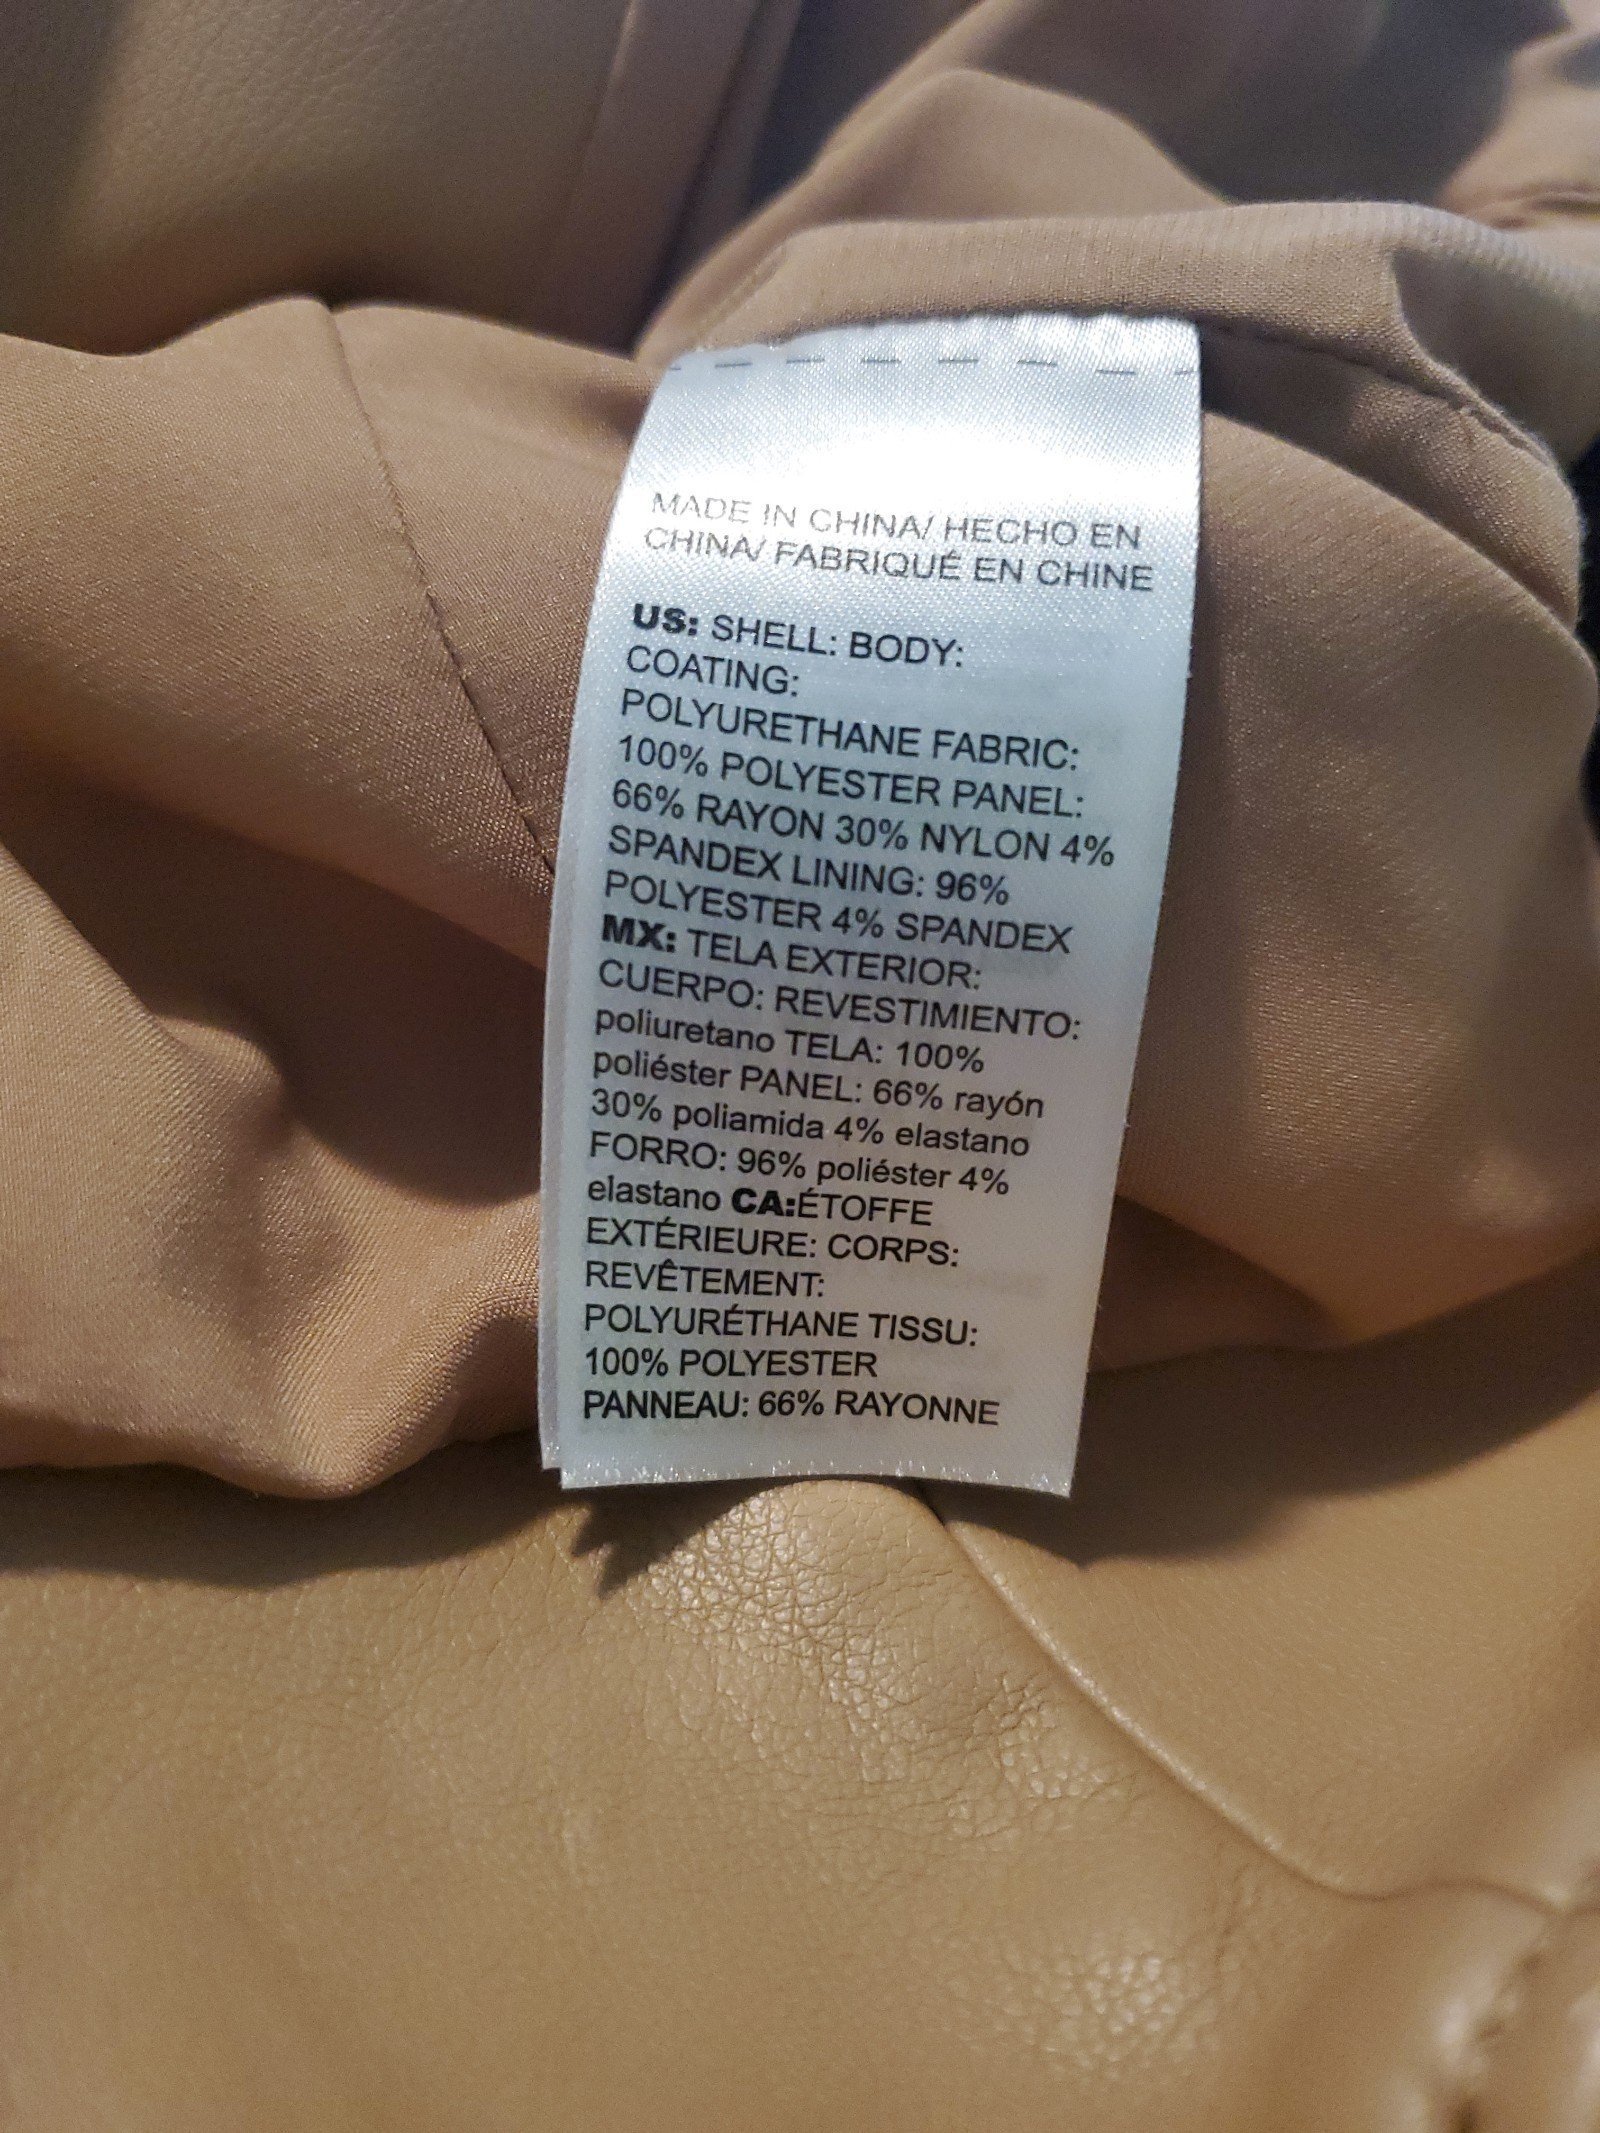 MADE IN CHINA/ HECHO EN
CHINA/ FABRIQUÉ EN CHINE
US: SHELL: BODY:
COATING:
POLYURETHANE FABRIC:
100% POLYESTER PANEL:
66% RAYON 30% NYLON 4%
SPANDEX LINING: 96%
POLYESTER 4% SPANDEX
MX: TELA EXTERIOR:
CUERPO: REVESTIMIENTO:
poliuretano TELA: 100%
poliéster PANEL: 66% rayón
30% poliamida 4% elastano
FORRO: 96% poliéster 4%
elastano CA:ÉTOFFE
EXTÉRIEURE: CORPS:
REVÊTEMENT:
POLYURÉTHANE TISSU:
100% POLYESTER
PANNEAU: 66% RAYONNE